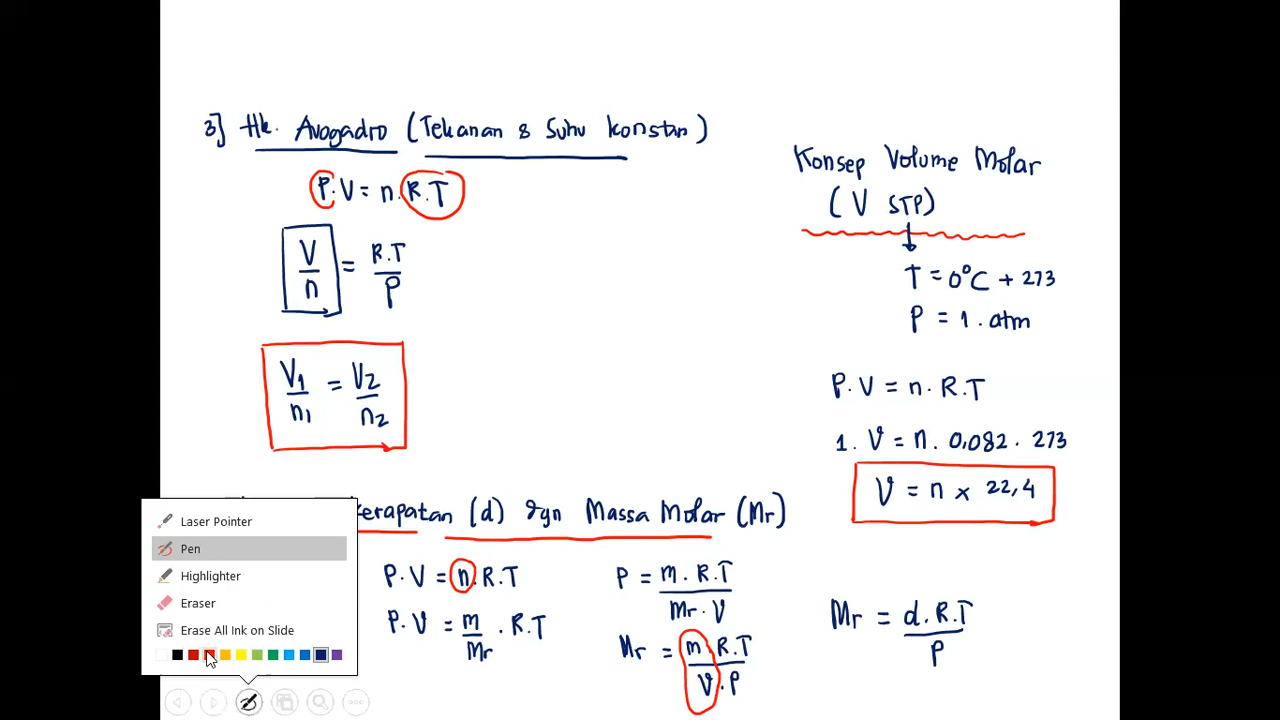 3] Hk. Avogadro (Tekanan & Suhu konstan)
P.V = n.R.T
V/n = R.T/P
V1/n1 = V2/n2
Konsep Volume Molar
(V STP)
T = 0°C + 273
P = 1. atm
P.V = n.R.T
1. V = n. 0,082. 273
V = n x 22,4
kerapatan (d) dgn Massa Molar (Mr)
P.V = n.R.T
P.V = m/Mr . R.T
P = m.R.T/Mr.V
Mr = m.R.T/V.P
Mr = d.R.T/P
Laser Pointer
Pen
Highlighter
Eraser
Erase All Ink on Slide